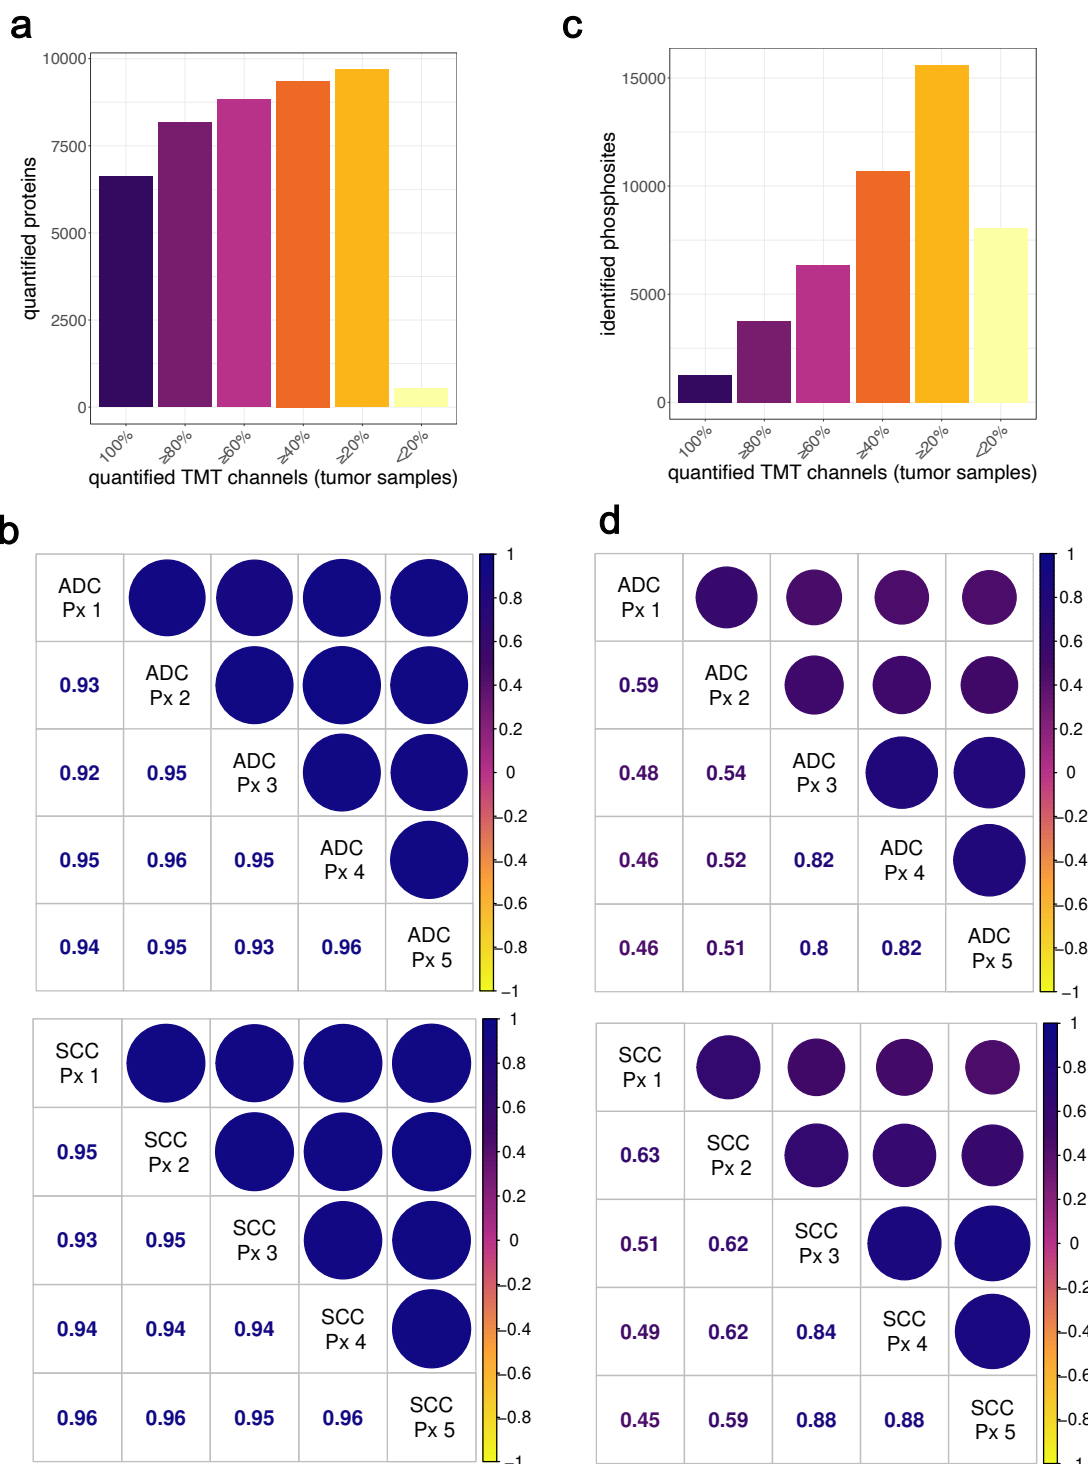 a
10000
7500
5000
2500
0
quantified proteins
100%
≥80%
≥60%
≥40%
≥20%
<20%
quantified TMT channels (tumor samples)
c
15000
10000
5000
0
identified phosphosites
100%
≥80%
≥60%
≥40%
≥20%
<20%
quantified TMT channels (tumor samples)
b
ADC
Px 1
0.93
ADC
Px 2
0.92 0.95
ADC
Px 3
0.95 0.96 0.95
ADC
Px 4
0.94 0.95 0.93 0.96
ADC
Px 5
1
0.8
0.6
0.4
0.2
0
−0.2
−0.4
−0.6
−0.8
−1
SCC
Px 1
0.95
SCC
Px 2
0.93 0.95
SCC
Px 3
0.94 0.94 0.94
SCC
Px 4
0.96 0.96 0.95 0.96
SCC
Px 5
1
0.8
0.6
0.4
0.2
0
−0.2
−0.4
−0.6
−0.8
−1
d
ADC
Px 1
0.59
ADC
Px 2
0.48 0.54
ADC
Px 3
0.46 0.52 0.82
ADC
Px 4
0.46 0.51 0.8 0.82
ADC
Px 5
1
0.8
0.6
0.4
0.2
0
−0.2
−0.4
−0.6
−0.8
−1
SCC
Px 1
0.63
SCC
Px 2
0.51 0.62
SCC
Px 3
0.49 0.62 0.84
SCC
Px 4
0.45 0.59 0.88 0.88
SCC
Px 5
1
0.8
0.6
0.4
0.2
0
−0.2
−0.4
−0.6
−0.8
−1